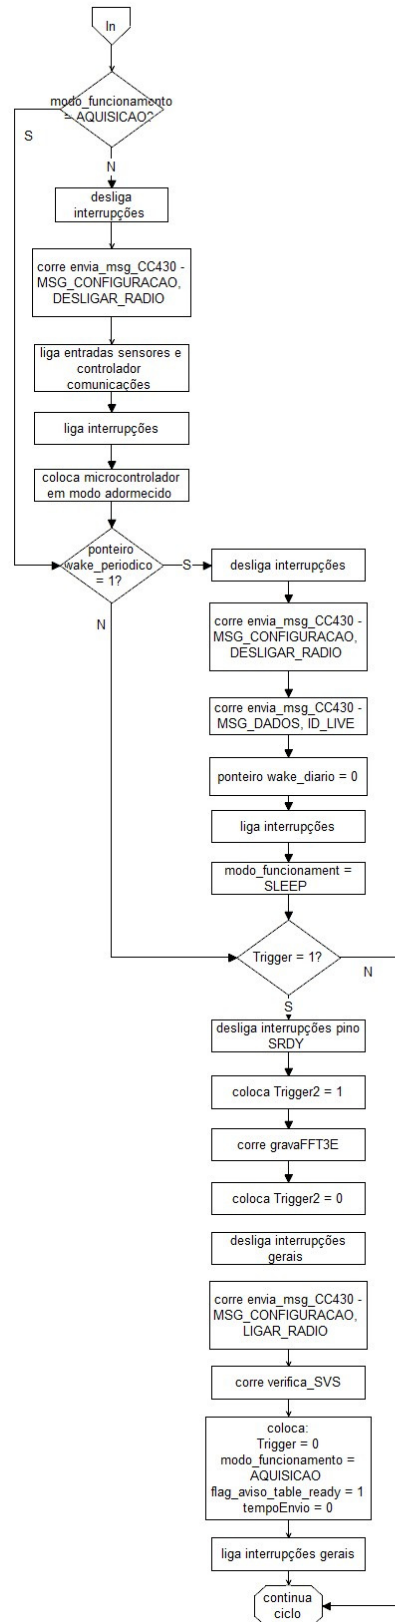 In
modo_funcionamento
= AQUISICAO?
S
N
desliga
interrupções
corre envia_msg_CC430 -
MSG_CONFIGURACAO,
DESLIGAR_RADIO
liga entradas sensores e
controlador
comunicações
liga interrupções
coloca microcontrolador
em modo adormecido
ponteiro
wake_periodico
= 1?
S
N
desliga interrupções
corre envia_msg_CC430 -
MSG_CONFIGURACAO,
DESLIGAR_RADIO
corre envia_msg_CC430 -
MSG_DADOS, ID_LIVE
ponteiro wake_diario = 0
liga interrupções
modo_funcionament =
SLEEP
Trigger = 1?
N
S
desliga interrupções pino
SRDY
coloca Trigger2 = 1
corre gravaFFT3E
coloca Trigger2 = 0
desliga interrupções
gerais
corre envia_msg_CC430 -
MSG_CONFIGURACAO,
LIGAR_RADIO
corre verifica_SVS
coloca:
Trigger = 0
modo_funcionamento =
AQUISICAO
flag_aviso_table_ready = 1
tempoEnvio = 0
liga interrupções gerais
continua
ciclo